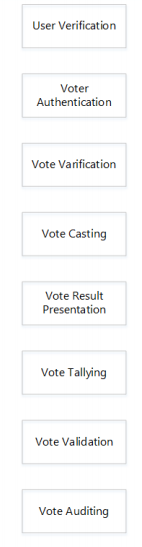 User Verification
Voter
Authentication
Vote Varification
Vote Casting
Vote Result
Presentation
Vote Tallying
Vote Validation
Vote Auditing